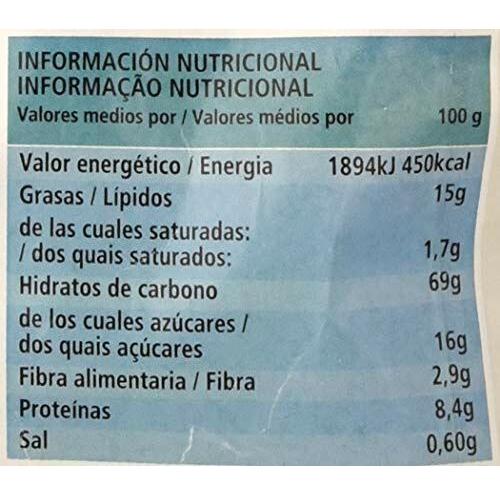 INFORMACIÓN NUTRICIONAL
INFORMAÇÃO NUTRICIONAL
Valores medios por / Valores médios por 100 g
Valor energético / Energia 1894kJ 450kcal
Grasas / Lípidos 15g
de las cuales saturadas:
/ dos quais saturados: 1,7g
Hidratos de carbono 69g
de los cuales azúcares /
dos quais açúcares 16g
Fibra alimentaria / Fibra 2,9g
Proteínas 8,4g
Sal 0,60g